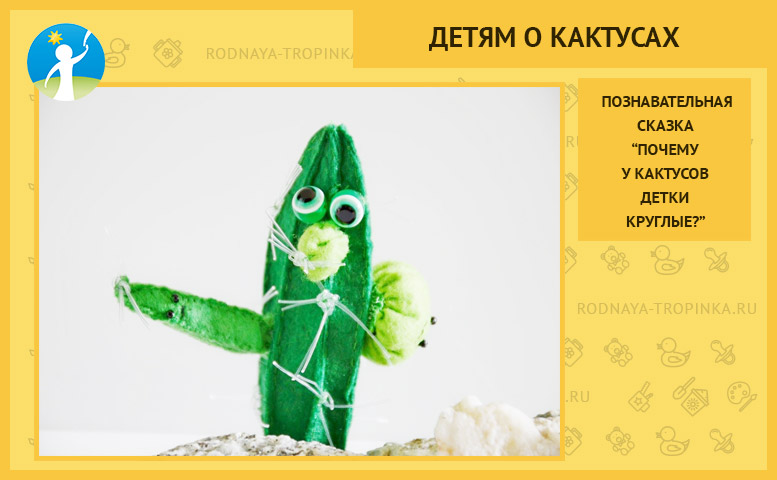 ДЕТЯМ О КАКТУСАХ
RODNAYA-TROPINKA
ПОЗНАВАТЕЛЬНАЯ
СКАЗКА
“ПОЧЕМУ
У КАКТУСОВ
ДЕТКИ
КРУГЛЫЕ?”
RODNAYA-TROPINKA.RU
.RU